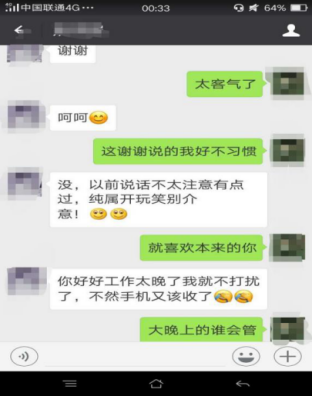 中国联通4G
00:33
64%
谢谢
太客气了
呵呵
这谢谢说的我好不习惯
没，以前说话不太注意有点
过，纯属开玩笑别介
意！
就喜欢本来的你
你好好工作太晚了我就不打扰
了，不然手机又该收了
大晚上的谁会管